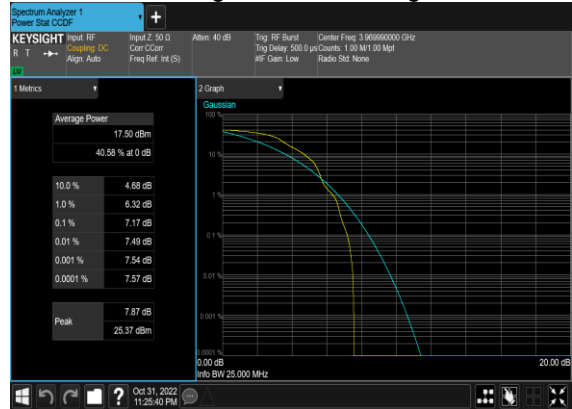 Spectrum Analyzer 1
Power Stat CCDF
KEYSIGHT
R T
LV
Input: RF
Coupling: DC
Align: Auto
Input Z: 50 Ω
Corr CCorr
Freq Ref: Int (S)
Atten: 40 dB
Trig: RF Burst
Trig Delay: 500.0 µs
#IF Gain: Low
Center Freq: 3.969990000 GHz
Counts: 1.00 M/1.00 Mpt
Radio Std: None
1 Metrics
Average Power
17.50 dBm
40.58 % at 0 dB
10.0 % 4.68 dB
1.0 % 6.32 dB
0.1 % 7.17 dB
0.01 % 7.49 dB
0.001 % 7.54 dB
0.0001 % 7.57 dB
Peak
7.87 dB
25.37 dBm
2 Graph
Gaussian
100 %
10 %
1 %
0.1 %
0.01 %
0.001 %
0.0001 %
0.00 dB
20.00 dB
Info BW 25.000 MHz
?
Oct 31, 2022
11:25:40 PM